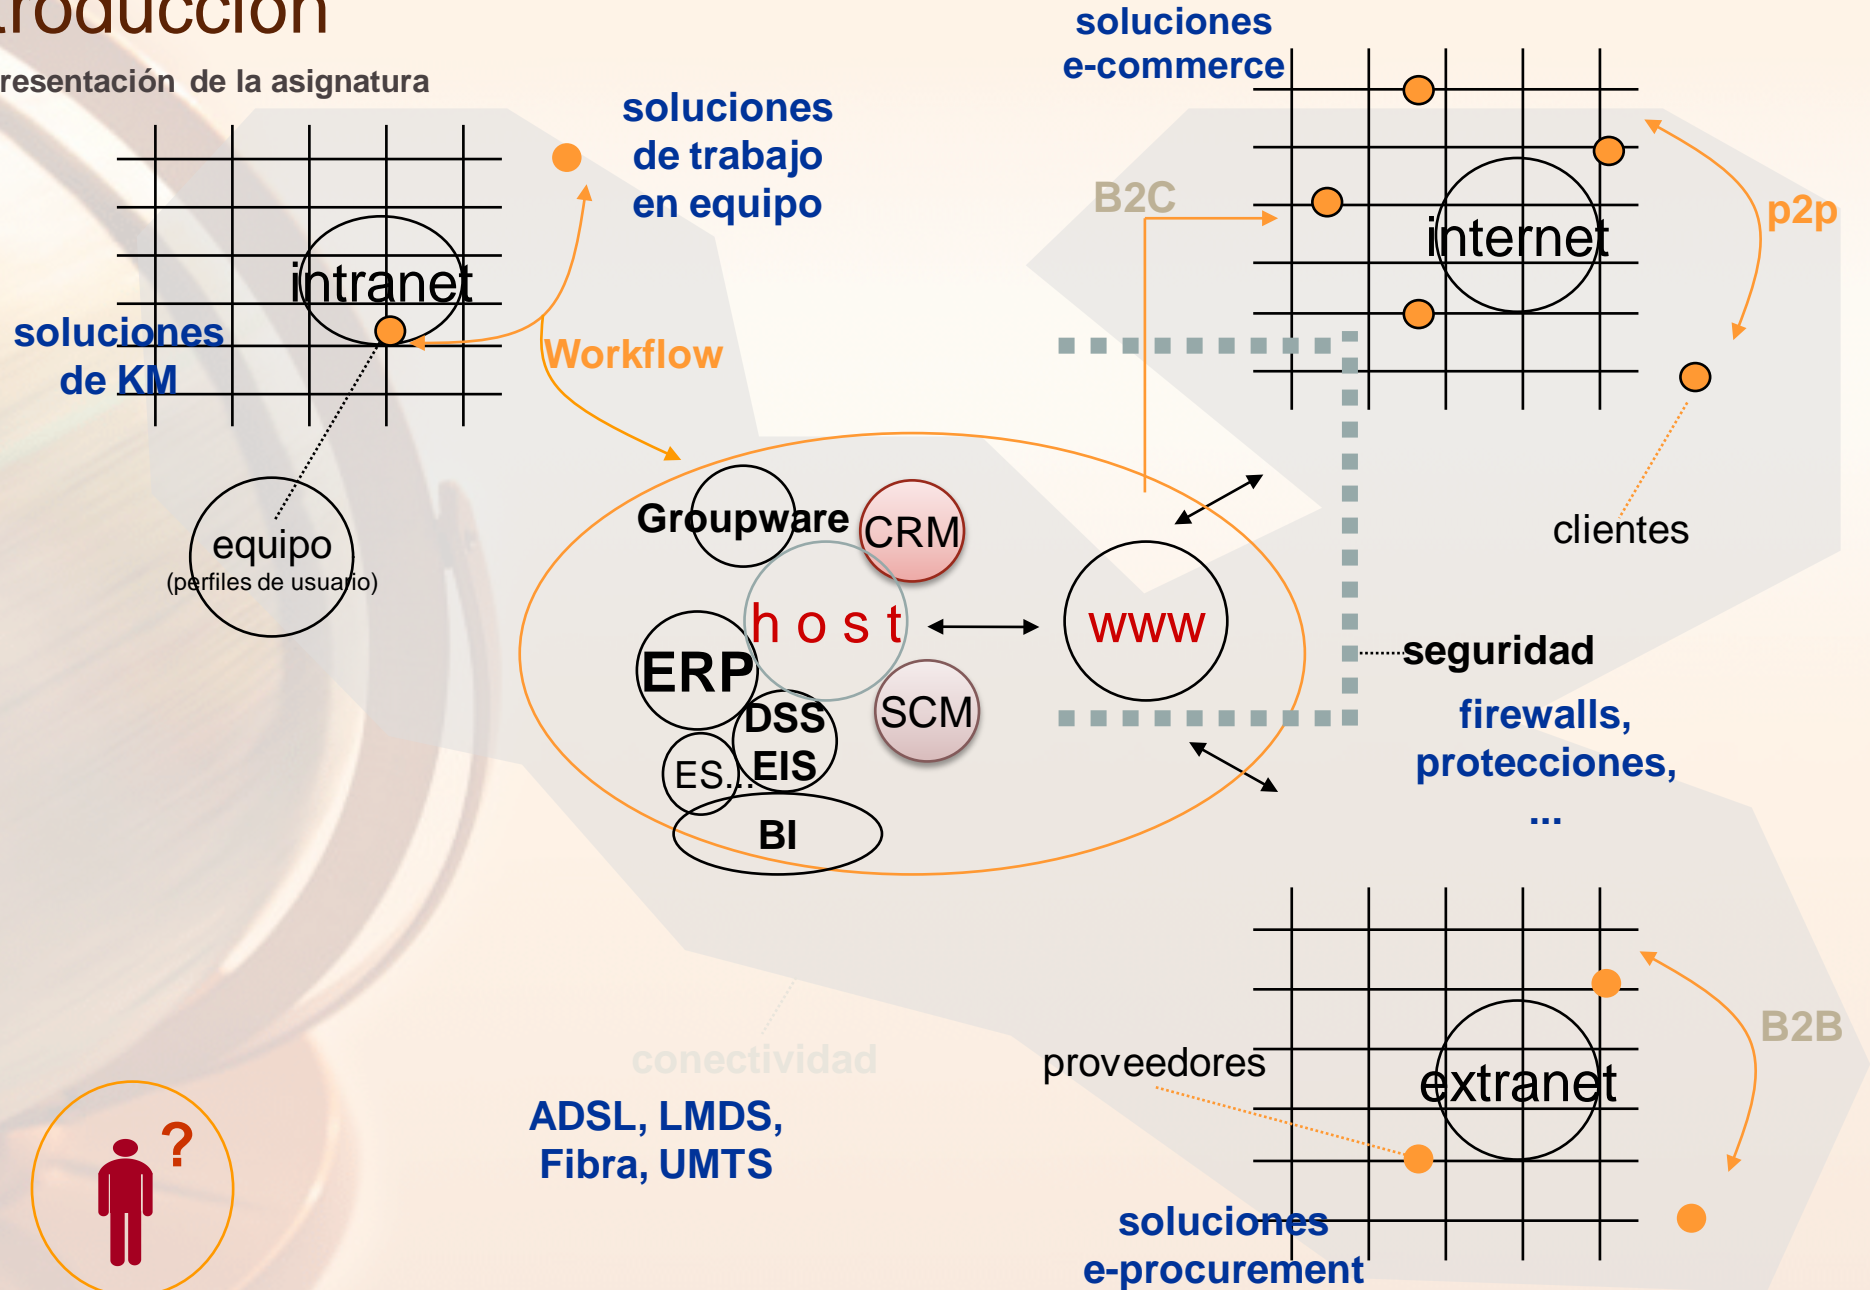 troducción
resentación de la asignatura
soluciones
e-commerce
soluciones
de trabajo
en equipo
B2C
p2p
internet
intranet
soluciones
de KM
Workflow
Groupware
CRM
equipo
(perfiles de usuario)
clientes
h o s t
www
ERP
seguridad
DSS
EIS
SCM
firewalls,
protecciones,
...
ES...
BI
conectividad
ADSL, LMDS,
Fibra, UMTS
proveedores
extranet
B2B
?
soluciones
e-procurement